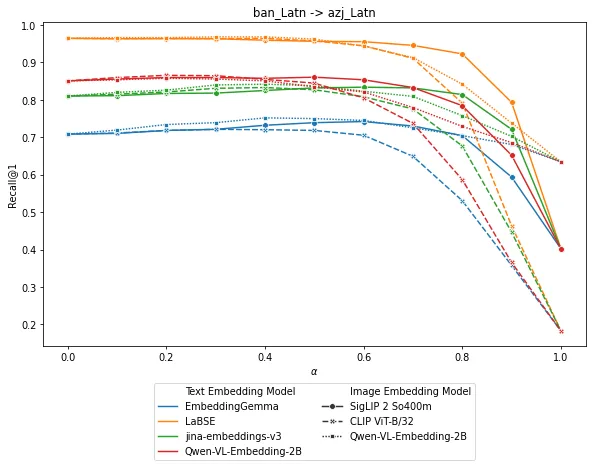 ban_Latn -> azj_Latn
Recall@1
1.0
0.9
0.8
0.7
0.6
0.5
0.4
0.3
0.2
0.0 0.2 0.4 0.6 0.8 1.0
α
Text Embedding Model Image Embedding Model
EmbeddingGemma SigLIP 2 So400m
LaBSE CLIP ViT-B/32
jina-embeddings-v3 Qwen-VL-Embedding-2B
Qwen-VL-Embedding-2B